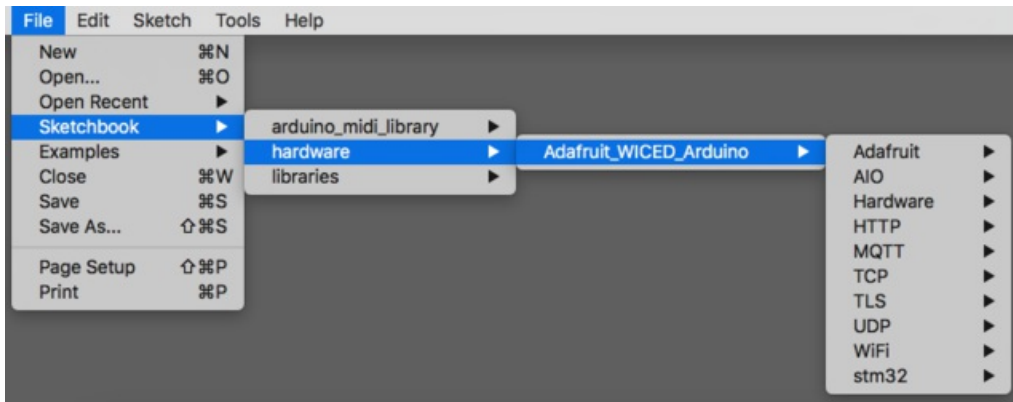 File Edit Sketch Tools Help
New ⌘N
Open... ⌘O
Open Recent ▶
Sketchbook ▶
Examples ▶
Close ⌘W
Save ⌘S
Save As... ⇧⌘S
Page Setup ⇧⌘P
Print ⌘P
arduino_midi_library ▶
hardware ▶
libraries ▶
Adafruit_WICED_Arduino ▶
Adafruit ▶
AIO ▶
Hardware ▶
HTTP ▶
MQTT ▶
TCP ▶
TLS ▶
UDP ▶
WiFi ▶
stm32 ▶